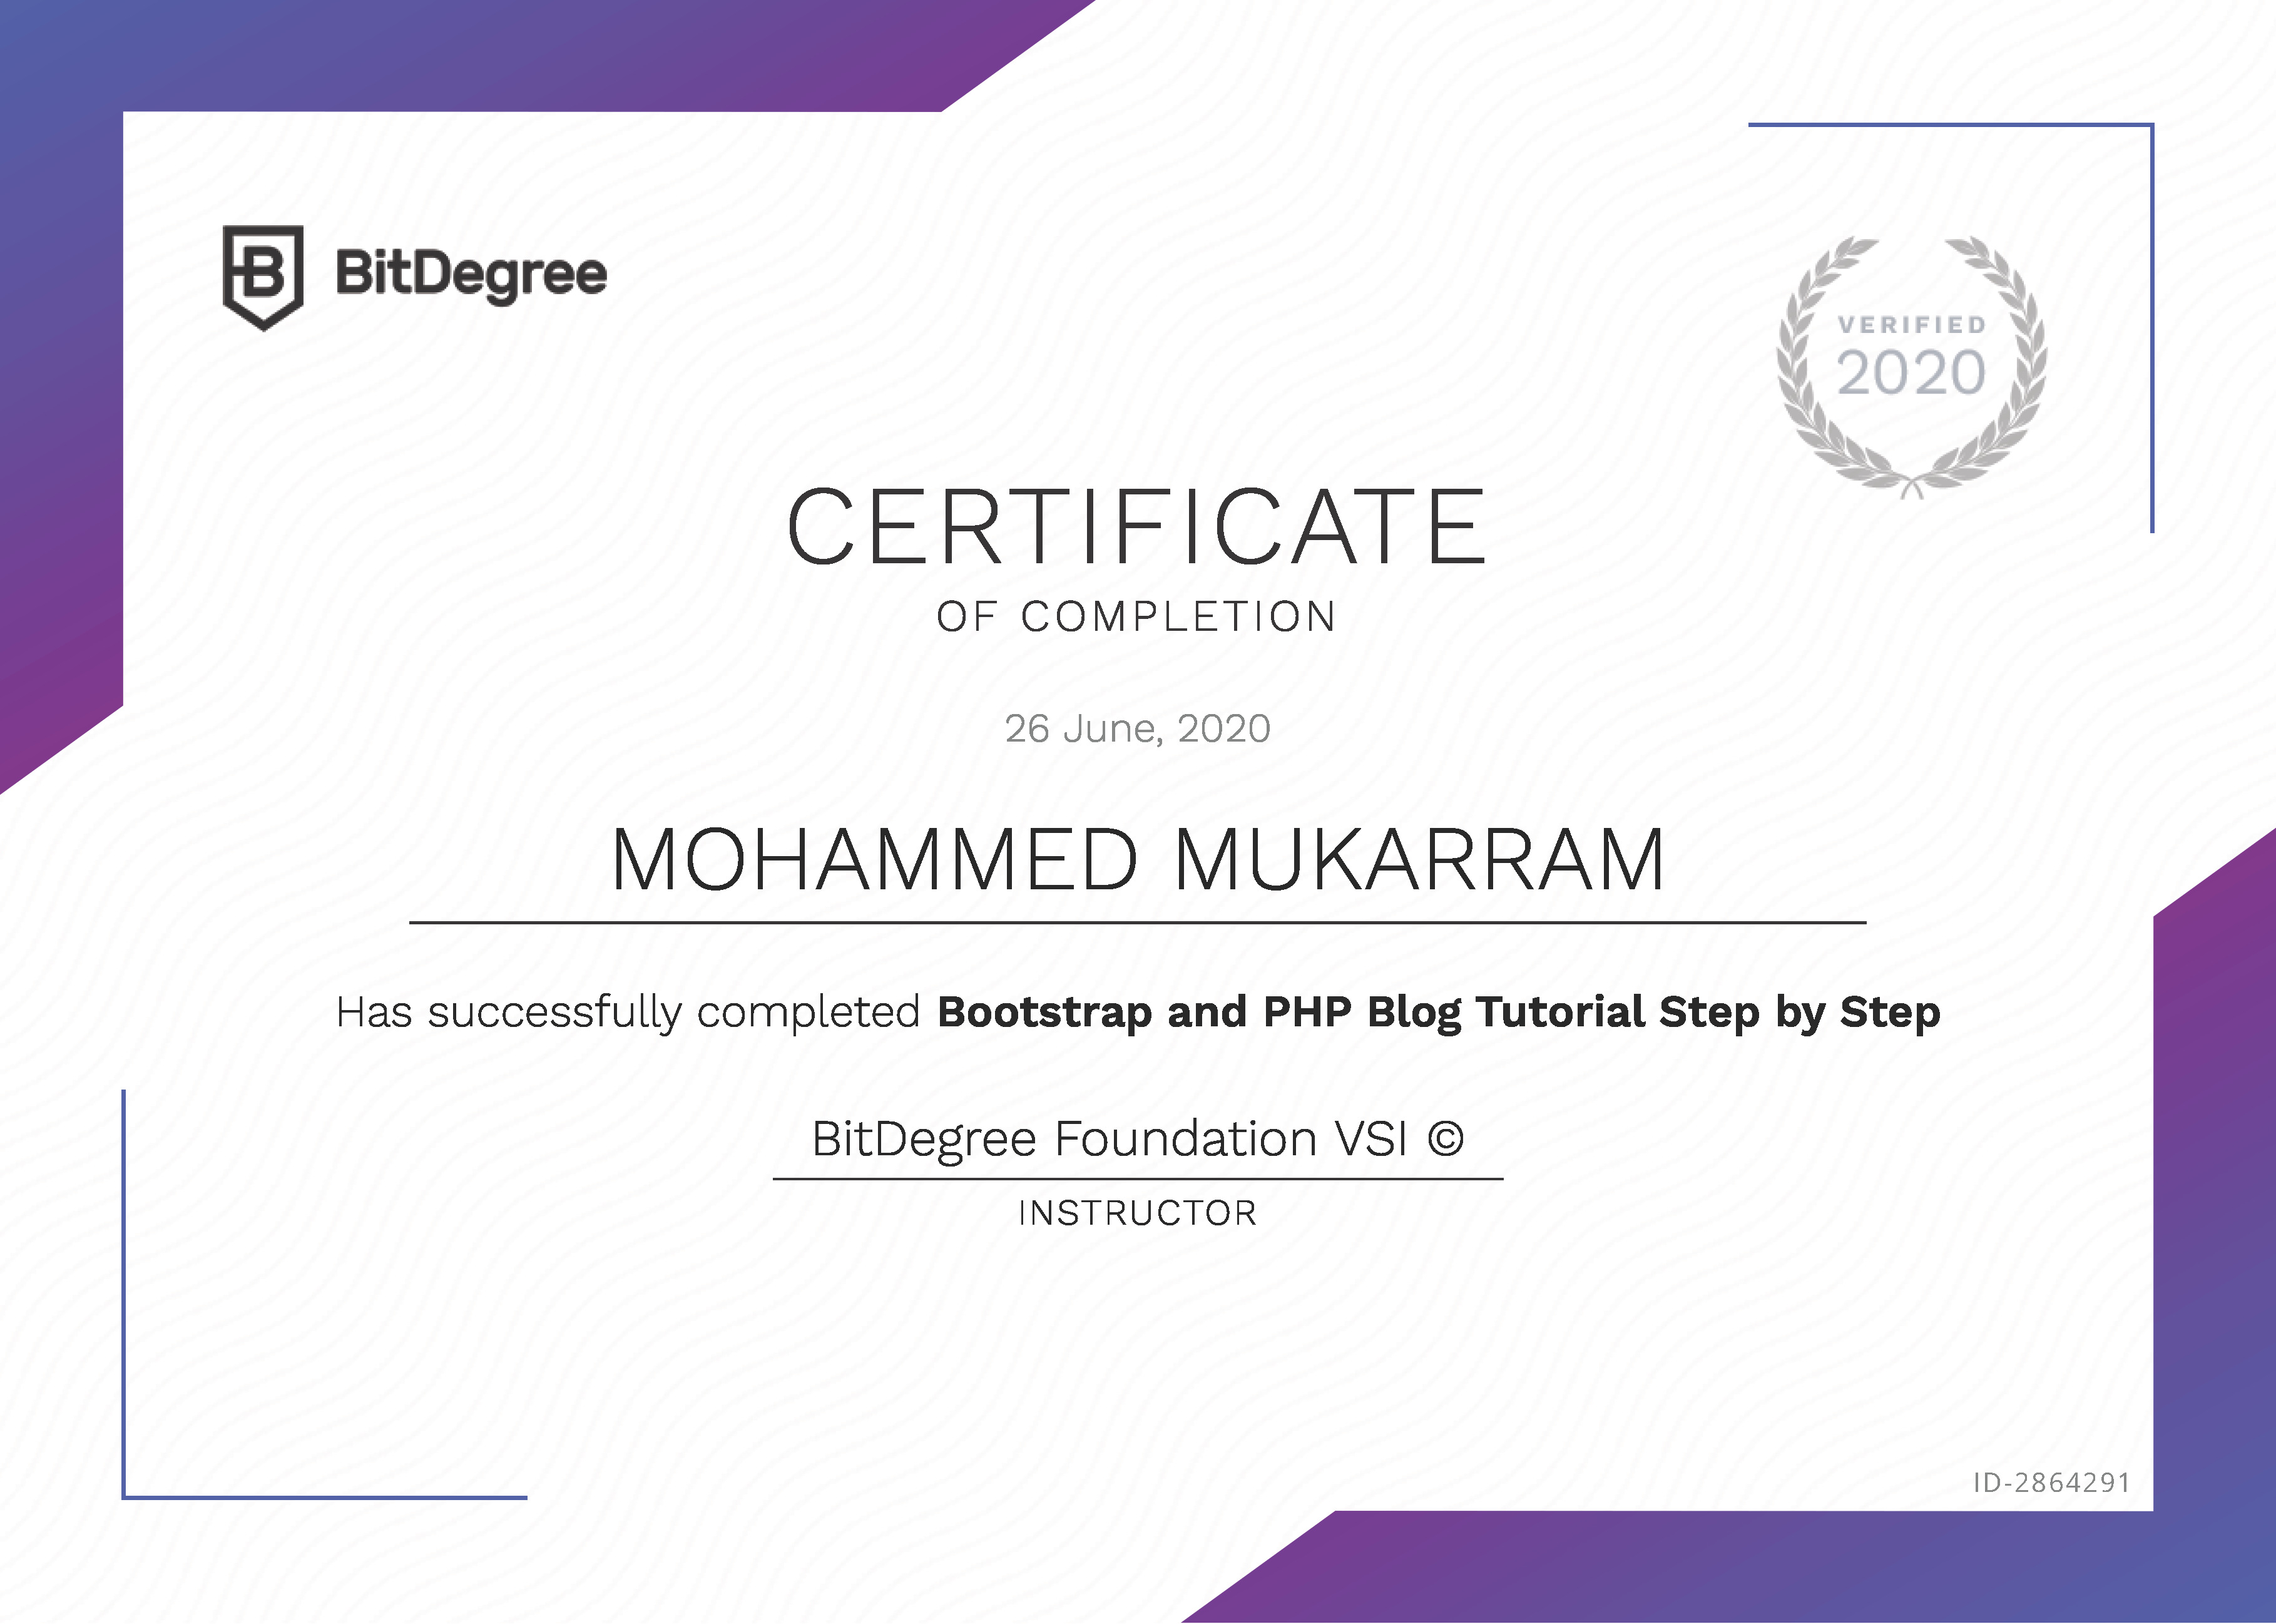 BitDegree
VERIFIED
2020
CERTIFICATE
OF COMPLETION
26 June, 2020
MOHAMMED MUKARRAM
Has successfully completed Bootstrap and PHP Blog Tutorial Step by Step
BitDegree Foundation VSI ©
INSTRUCTOR
ID-2864291